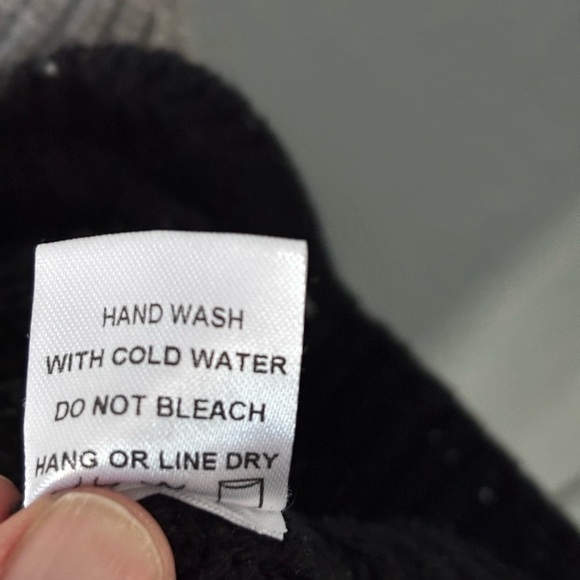 HAND WASH
WITH COLD WATER
DO NOT BLEACH
HANG OR LINE DRY